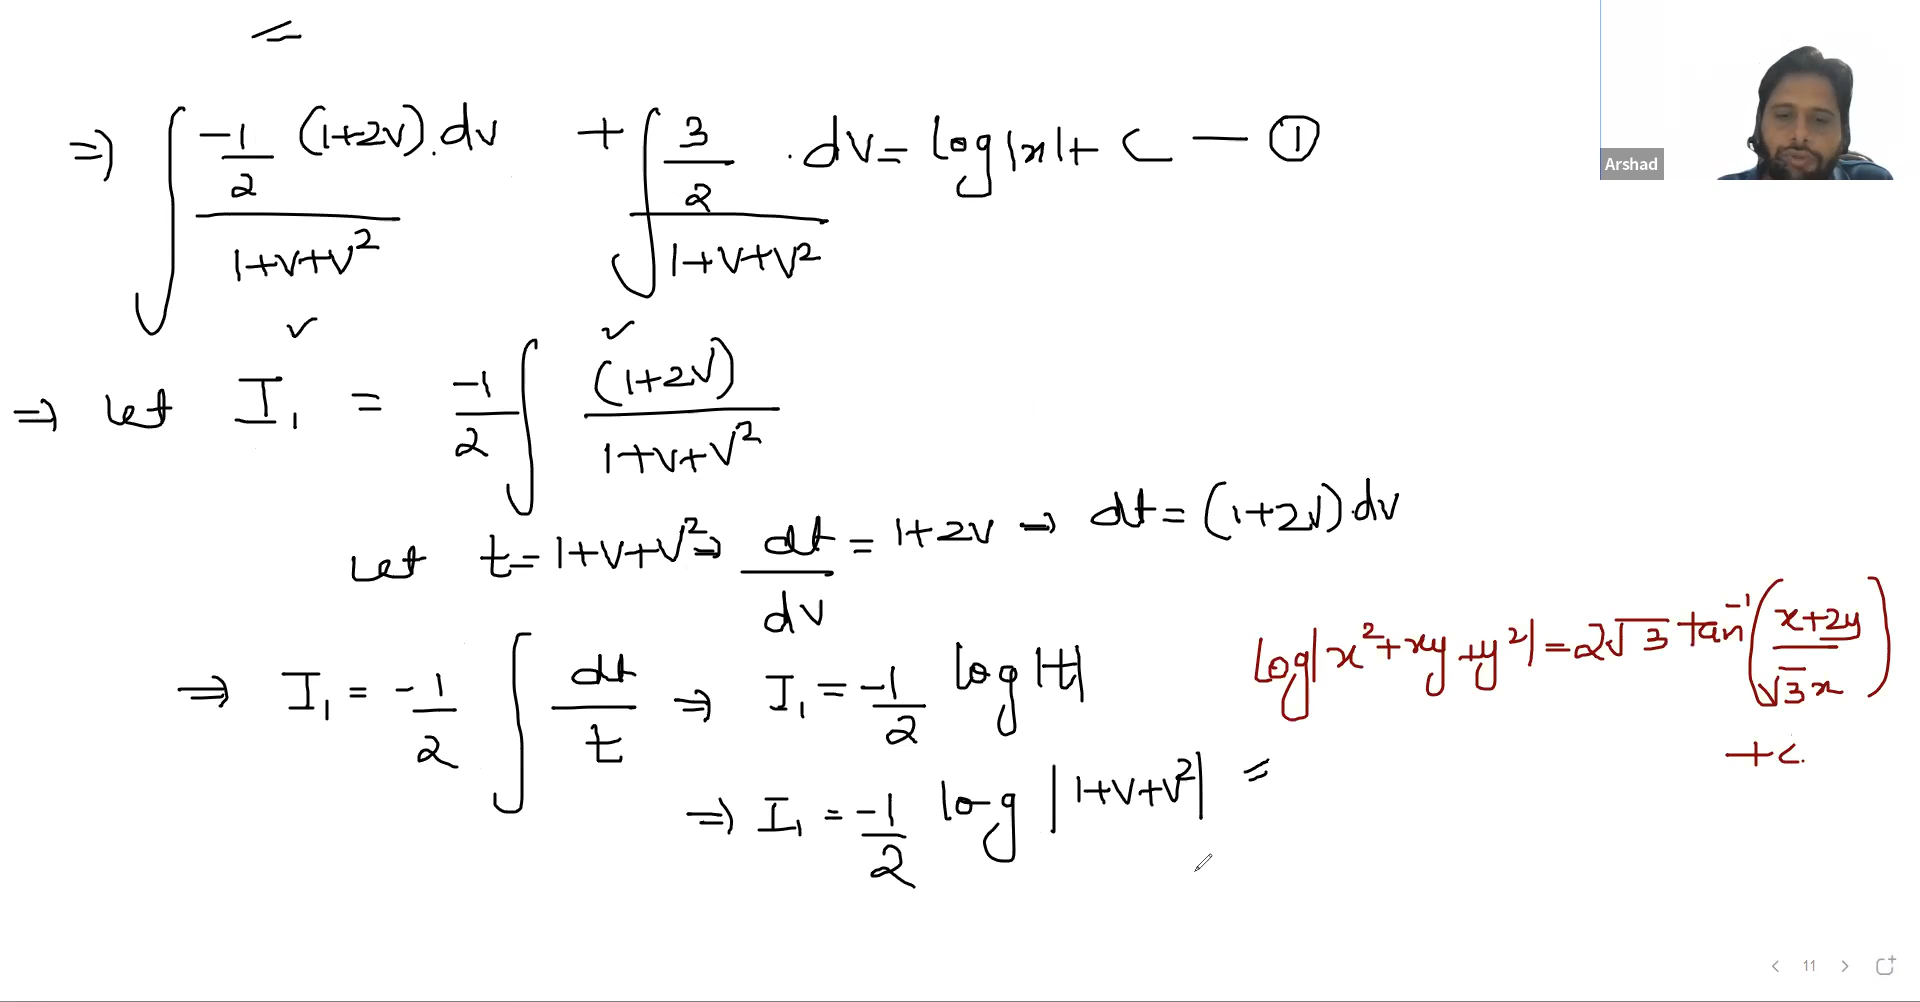 =
⇒ ∫ -1/2 (1+2v).dv / 1+v+v² + ∫ 3/2 / 1+v+v² .dv = log|x| + C — ①
Arshad
✓ ✓
⇒ let I₁ = -1/2 ∫ (1+2v) / 1+v+v²
let t = 1+v+v² ⇒ dt/dv = 1+2v → dt = (1+2v).dv
⇒ I₁ = -1/2 ∫ dt/t ⇒ I₁ = -1/2 log|t|
⇒ I₁ = -1/2 log |1+v+v²| =
log|x²+xy+y²| = 2√3 tan⁻¹(x+2y / √3x)
+c.
11